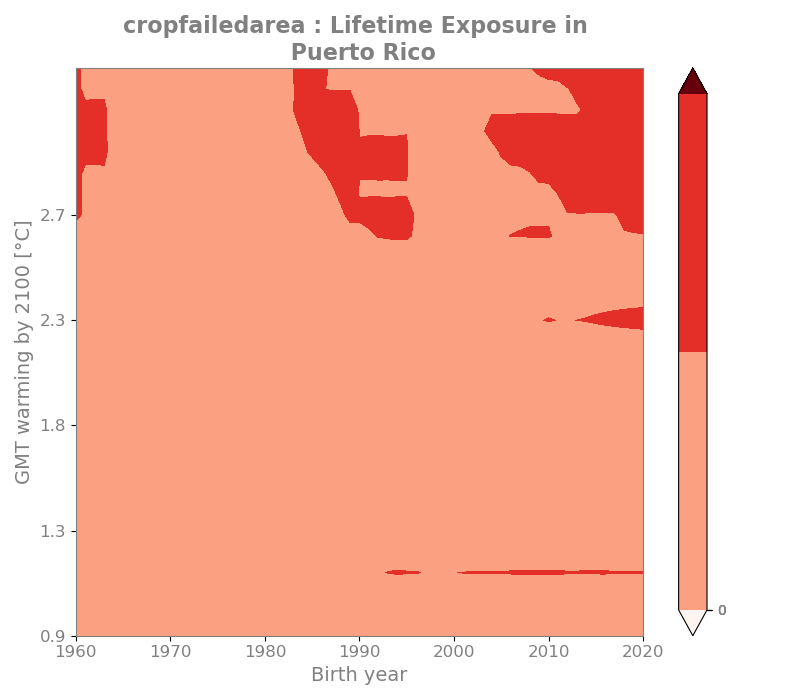 cropfailedarea : Lifetime Exposure in
Puerto Rico
GMT warming by 2100 [°C]
2.7
2.3
1.8
1.3
0.9
1960 1970 1980 1990 2000 2010 2020
Birth year
0